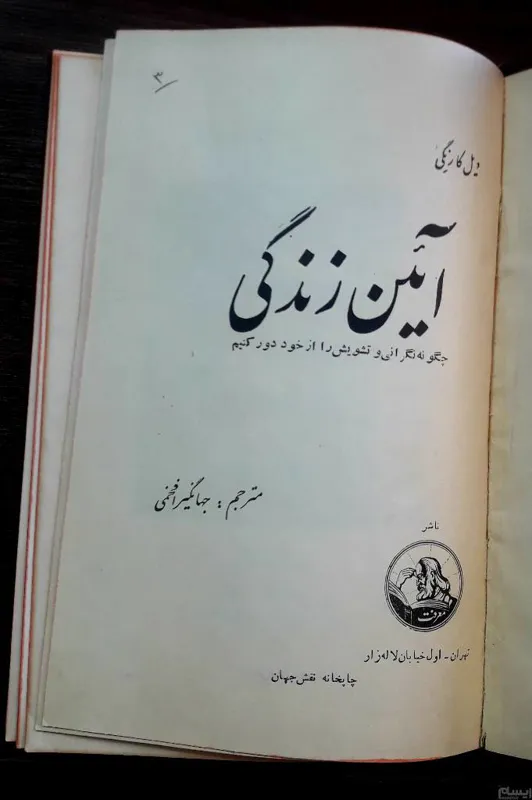 ۳
دیل کارنگی
آئین زندگی
چگونه نگرانی و تشویش را از خود دور کنیم
مترجم : جهانگیر افخمی
ناشر
معرفت
تهران - اول خیابان لاله زار
چاپخانه نقش جهان
ایسام